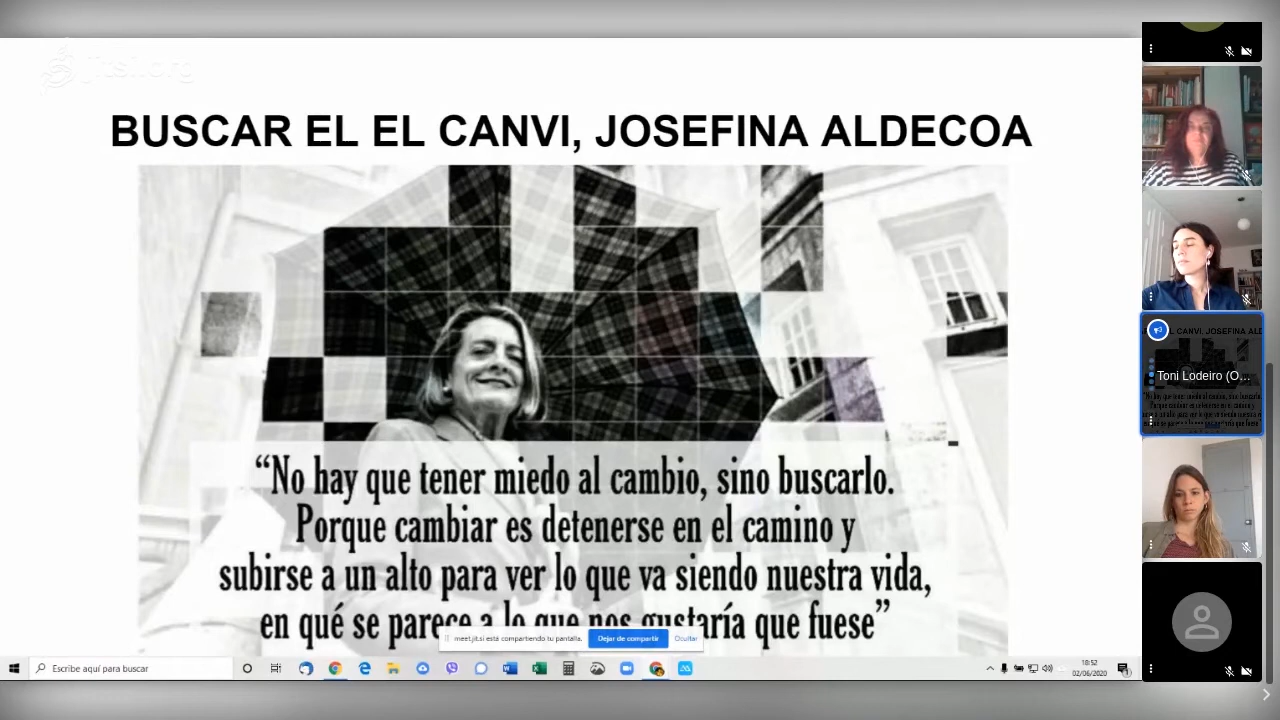 jitsi.org
BUSCAR EL EL CANVI, JOSEFINA ALDECOA
“No hay que tener miedo al cambio, sino buscarlo.
Porque cambiar es detenerse en el camino y
subirse a un alto para ver lo que va siendo nuestra vida,
en qué se parece a lo que nos gustaría que fuese”
meet.jit.si está compartiendo tu pantalla.
Dejar de compartir
Ocultar
Escribe aquí para buscar
18:52
02/06/2020
Toni Lodeiro (O...